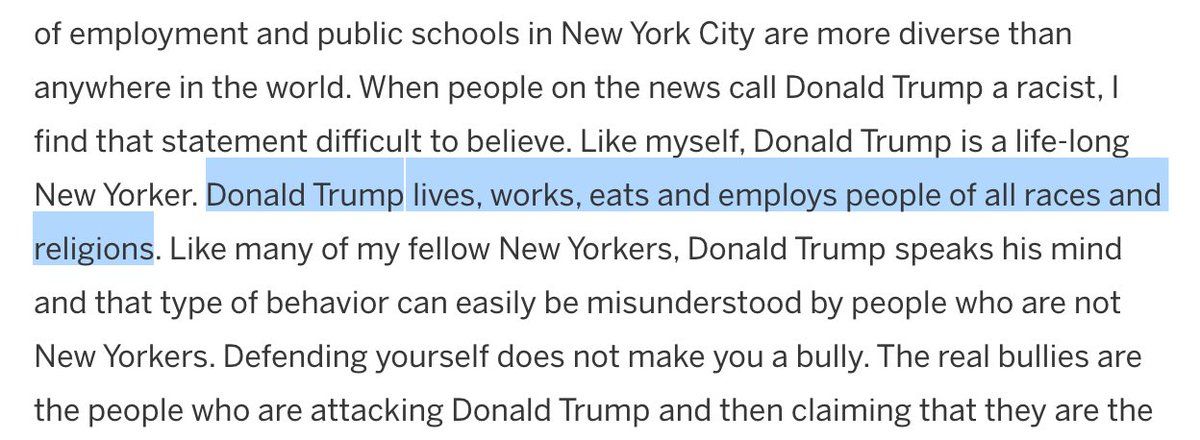 of employment and public schools in New York City are more diverse than
anywhere in the world. When people on the news call Donald Trump a racist, I
find that statement difficult to believe. Like myself, Donald Trump is a life-long
New Yorker. Donald Trump lives, works, eats and employs people of all races and
religions. Like many of my fellow New Yorkers, Donald Trump speaks his mind
and that type of behavior can easily be misunderstood by people who are not
New Yorkers. Defending yourself does not make you a bully. The real bullies are
the people who are attacking Donald Trump and then claiming that they are the